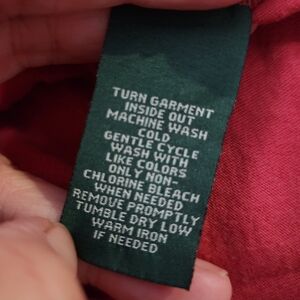 TURN GARMENT
INSIDE OUT
MACHINE WASH
COLD
GENTLE CYCLE
WASH WITH
LIKE COLORS
ONLY NON-
CHLORINE BLEACH
WHEN NEEDED
REMOVE PROMPTLY
TUMBLE DRY LOW
WARM IRON
IF NEEDED